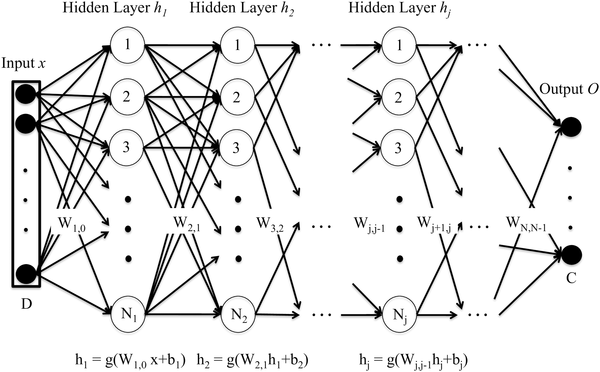 Hidden Layer h1 Hidden Layer h2 Hidden Layer hj
Input x
1 1 ... 1 ...
2 2 2
Output O
3 3 3
W1,0 W2,1 W3,2 ... Wj,j-1 Wj+1,j ... WN,N-1
D
C
N1 N2 ... Nj ...
h1 = g(W1,0 x+b1) h2 = g(W2,1h1+b2) hj = g(Wj,j-1hj+bj)